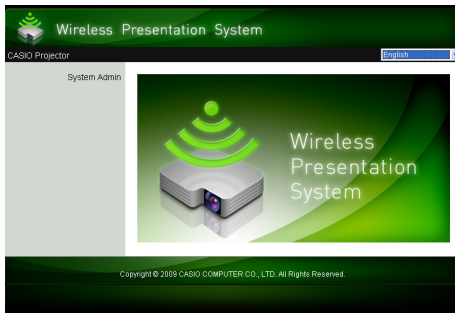 Wireless Presentation System
CASIO Projector
English
System Admin
Wireless
Presentation
System
Copyright © 2009 CASIO COMPUTER CO., LTD. All Rights Reserved.